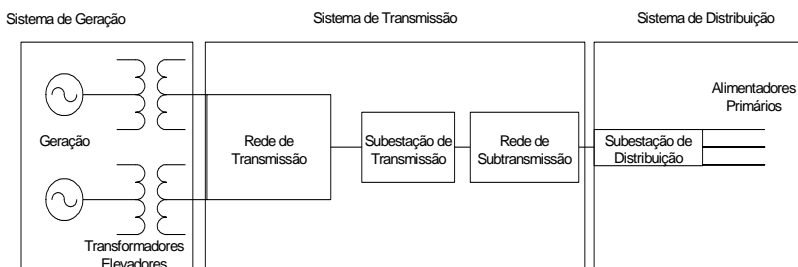 Sistema de Geração
Sistema de Transmissão
Sistema de Distribuição
Geração
Transformadores
Elevadores
Rede de
Transmissão
Subestação de
Transmissão
Rede de
Subtransmissão
Subestação de
Distribuição
Alimentadores
Primários